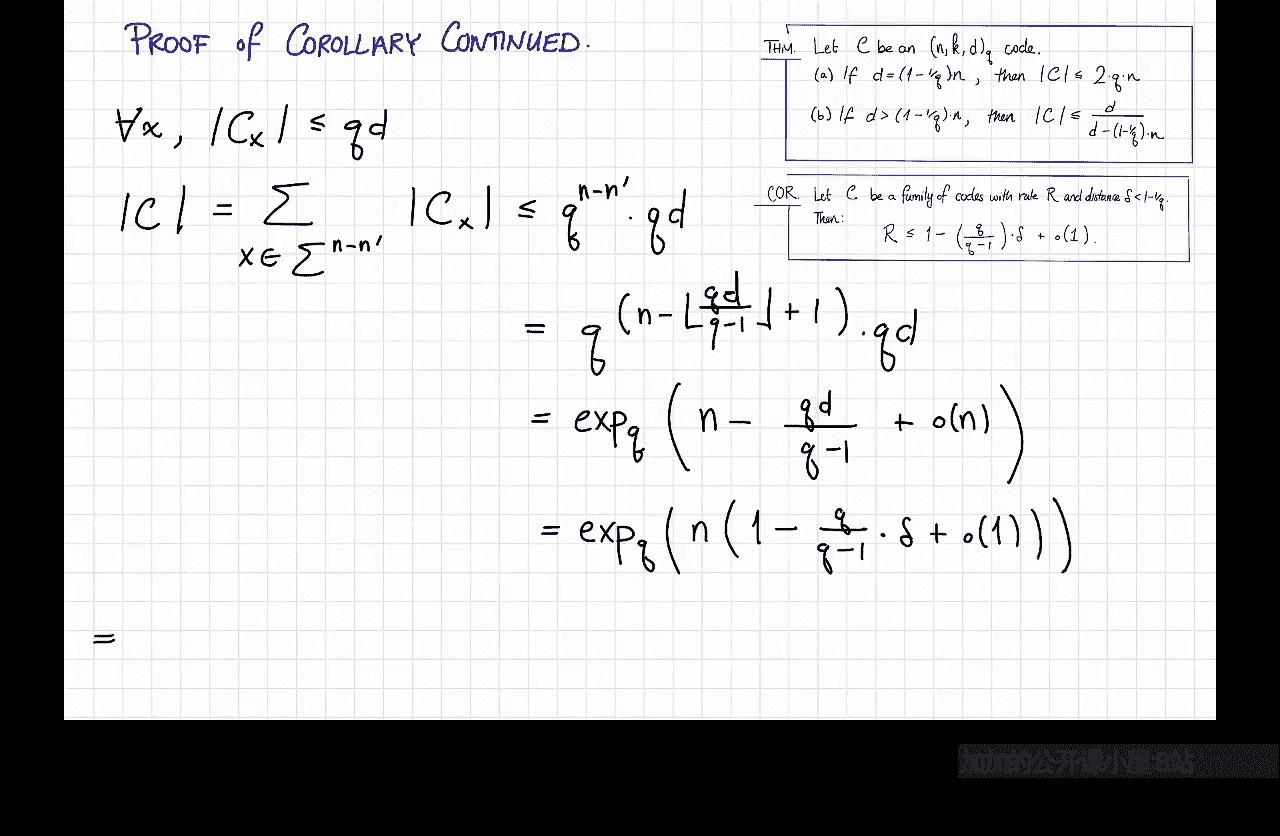 PROOF of COROLLARY CONTINUED.
THM. Let C be an (n,k,d)_q code.
(a) If d=(1-1/q)n, then |C| ≤ 2·q·n
(b) If d>(1-1/q)·n, then |C| ≤ d/(d-(1-1/q)·n)
COR. Let C be a family of codes with rate R and distance δ<1-1/q.
Then:
R ≤ 1-(q/(q-1))·δ + o(1).
∀x, |C_x| ≤ qd
|C| = Σ_{x∈Σ^{n-n'}} |C_x| ≤ q^{n-n'}·qd
= q^{(n-⌊qd/(q-1)⌋+1)}·qd
= exp_q(n - qd/(q-1) + o(n))
= exp_q(n(1 - q/(q-1)·δ + o(1)))
=